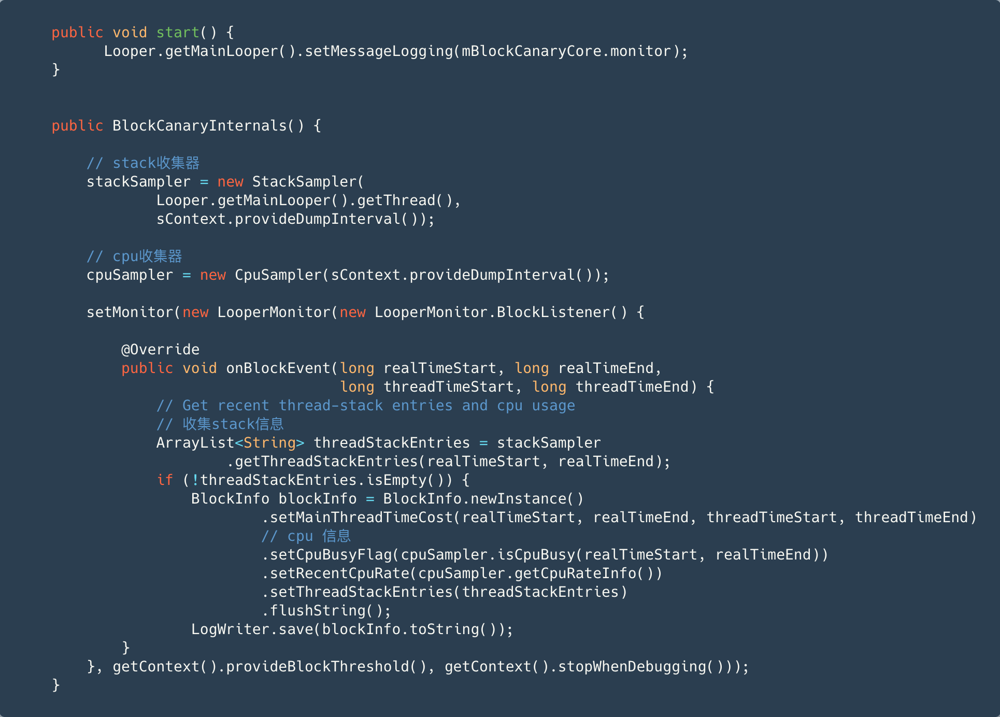 public void start() {
      Looper.getMainLooper().setMessageLogging(mBlockCanaryCore.monitor);
}
public BlockCanaryInternals() {
    // stack收集器
    stackSampler = new StackSampler(
            Looper.getMainLooper().getThread(),
            sContext.provideDumpInterval());
    // cpu收集器
    cpuSampler = new CpuSampler(sContext.provideDumpInterval());
    setMonitor(new LooperMonitor(new LooperMonitor.BlockListener() {
        @Override
        public void onBlockEvent(long realTimeStart, long realTimeEnd,
                                 long threadTimeStart, long threadTimeEnd) {
            // Get recent thread-stack entries and cpu usage
            // 收集stack信息
            ArrayList<String> threadStackEntries = stackSampler
                    .getThreadStackEntries(realTimeStart, realTimeEnd);
            if (!threadStackEntries.isEmpty()) {
                BlockInfo blockInfo = BlockInfo.newInstance()
                        .setMainThreadTimeCost(realTimeStart, realTimeEnd, threadTimeStart, threadTimeEnd)
                        // cpu 信息
                        .setCpuBusyFlag(cpuSampler.isCpuBusy(realTimeStart, realTimeEnd))
                        .setRecentCpuRate(cpuSampler.getCpuRateInfo())
                        .setThreadStackEntries(threadStackEntries)
                        .flushString();
                LogWriter.save(blockInfo.toString());
        }
    }, getContext().provideBlockThreshold(), getContext().stopWhenDebugging()));
}